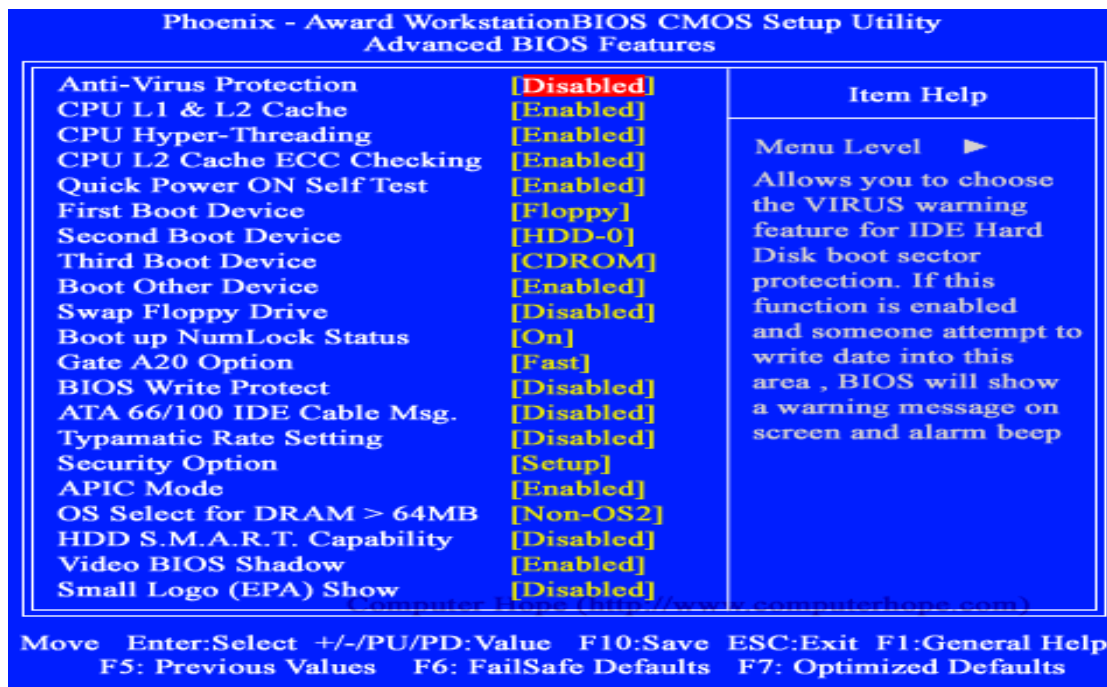 Phoenix - Award WorkstationBIOS CMOS Setup Utility
Advanced BIOS Features
Anti-Virus Protection [Disabled]
CPU L1 & L2 Cache [Enabled]
CPU Hyper-Threading [Enabled]
CPU L2 Cache ECC Checking [Enabled]
Quick Power ON Self Test [Enabled]
First Boot Device [Floppy]
Second Boot Device [HDD-0]
Third Boot Device [CDROM]
Boot Other Device [Enabled]
Swap Floppy Drive [Disabled]
Boot up NumLock Status [On]
Gate A20 Option [Fast]
BIOS Write Protect [Disabled]
ATA 66/100 IDE Cable Msg. [Disabled]
Typamatic Rate Setting [Disabled]
Security Option [Setup]
APIC Mode [Enabled]
OS Select for DRAM > 64MB [Non-OS2]
HDD S.M.A.R.T. Capability [Disabled]
Video BIOS Shadow [Enabled]
Small Logo (EPA) Show [Disabled]
Item Help
Menu Level ►
Allows you to choose
the VIRUS warning
feature for IDE Hard
Disk boot sector
protection. If this
function is enabled
and someone attempt to
write date into this
area , BIOS will show
a warning message on
screen and alarm beep
Computer Hope (http://www.computerhope.com)
Move Enter:Select +/-/PU/PD:Value F10:Save ESC:Exit F1:General Help
F5: Previous Values F6: FailSafe Defaults F7: Optimized Defaults